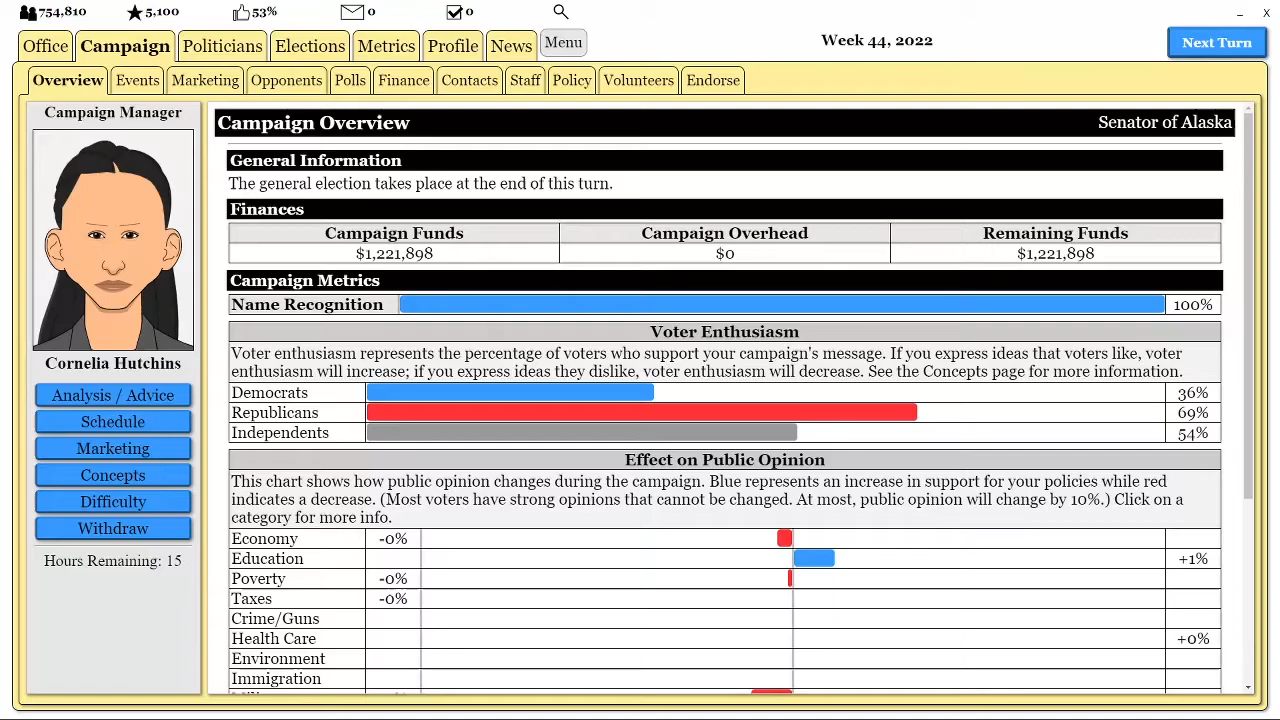 754,810 5,100 53% 0 0 _ X
Office Campaign Politicians Elections Metrics Profile News Menu Week 44, 2022 Next Turn
Overview Events Marketing Opponents Polls Finance Contacts Staff Policy Volunteers Endorse
Campaign Manager
Cornelia Hutchins
Analysis / Advice
Schedule
Marketing
Concepts
Difficulty
Withdraw
Hours Remaining: 15
Campaign Overview Senator of Alaska
General Information
The general election takes place at the end of this turn.
Finances
Campaign Funds Campaign Overhead Remaining Funds
$1,221,898 $0 $1,221,898
Campaign Metrics
Name Recognition 100%
Voter Enthusiasm
Voter enthusiasm represents the percentage of voters who support your campaign's message. If you express ideas that voters like, voter
enthusiasm will increase; if you express ideas they dislike, voter enthusiasm will decrease. See the Concepts page for more information.
Democrats 36%
Republicans 69%
Independents 54%
Effect on Public Opinion
This chart shows how public opinion changes during the campaign. Blue represents an increase in support for your policies while red
indicates a decrease. (Most voters have strong opinions that cannot be changed. At most, public opinion will change by 10%.) Click on a
category for more info.
Economy -0%
Education +1%
Poverty -0%
Taxes -0%
Crime/Guns
Health Care +0%
Environment
Immigration